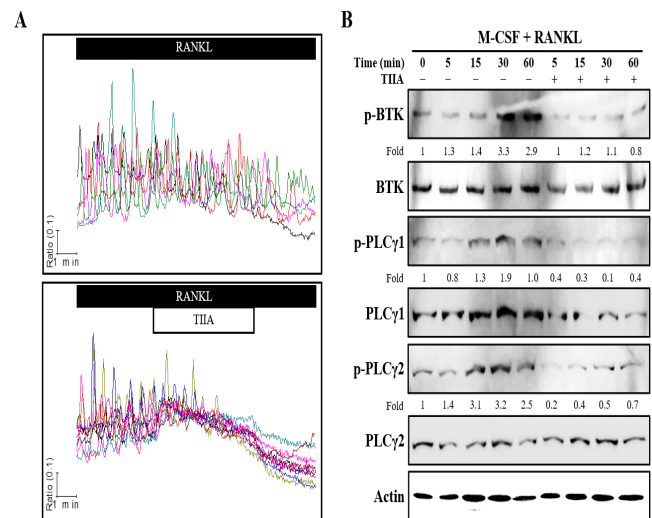 A
RANKL
Ratio (0.1)
1 min
RANKL
TIIA
Ratio (0.1)
1 min
B
M-CSF + RANKL
Time (min) 0 5 15 30 60 5 15 30 60
TIIA – – – – – + + + +
p-BTK
Fold 1 1.3 1.4 3.3 2.9 1 1.2 1.1 0.8
BTK
p-PLCγ1
Fold 1 0.8 1.3 1.9 1.0 0.4 0.3 0.1 0.4
PLCγ1
p-PLCγ2
Fold 1 1.4 3.1 3.2 2.5 0.2 0.4 0.5 0.7
PLCγ2
Actin